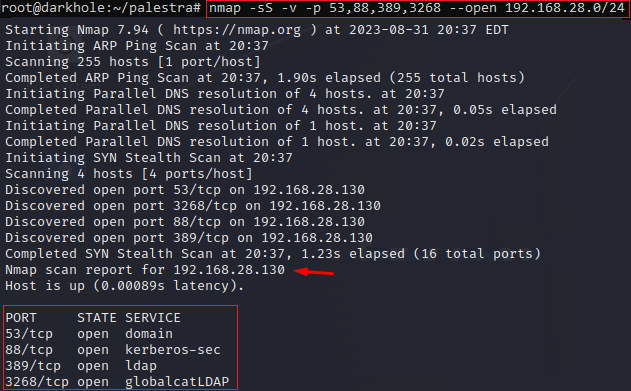 root@darkhole:~/palestra# nmap -sS -v -p 53,88,389,3268 --open 192.168.28.0/24
Starting Nmap 7.94 ( https://nmap.org ) at 2023-08-31 20:37 EDT
Initiating ARP Ping Scan at 20:37
Scanning 255 hosts [1 port/host]
Completed ARP Ping Scan at 20:37, 1.90s elapsed (255 total hosts)
Initiating Parallel DNS resolution of 4 hosts. at 20:37
Completed Parallel DNS resolution of 4 hosts. at 20:37, 0.05s elapsed
Initiating Parallel DNS resolution of 1 host. at 20:37
Completed Parallel DNS resolution of 1 host. at 20:37, 0.02s elapsed
Initiating SYN Stealth Scan at 20:37
Scanning 4 hosts [4 ports/host]
Discovered open port 53/tcp on 192.168.28.130
Discovered open port 3268/tcp on 192.168.28.130
Discovered open port 88/tcp on 192.168.28.130
Discovered open port 389/tcp on 192.168.28.130
Completed SYN Stealth Scan at 20:37, 1.23s elapsed (16 total ports)
Nmap scan report for 192.168.28.130
Host is up (0.00089s latency).
PORT STATE SERVICE
53/tcp open domain
88/tcp open kerberos-sec
389/tcp open ldap
3268/tcp open globalcatLDAP